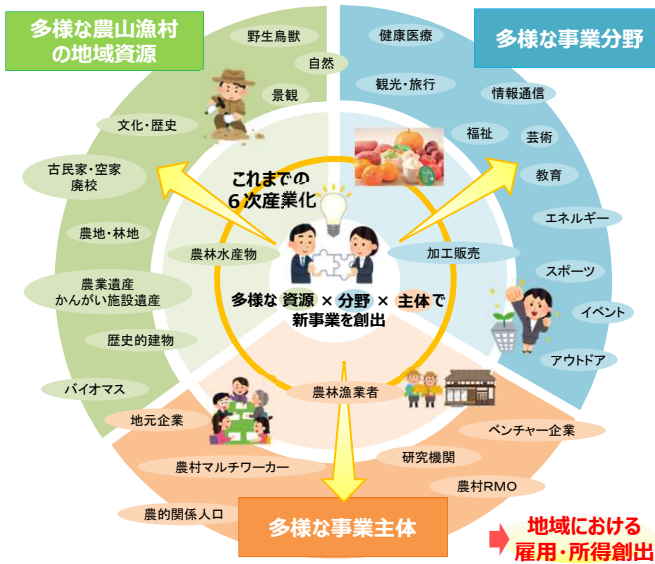 多様な農山漁村
の地域資源
野生鳥獣
自然
景観
文化・歴史
古民家・空家
廃校
農地・林地
農業遺産
かんがい施設遺産
歴史的建物
バイオマス
多様な事業分野
健康医療
観光・旅行
情報通信
福祉
芸術
教育
エネルギー
スポーツ
イベント
アウトドア
これまでの
６次産業化
農林水産物
加工販売
多様な 資源 × 分野 × 主体で
新事業を創出
農林漁業者
地元企業
農村マルチワーカー
農的関係人口
ベンチャー企業
研究機関
農村RMO
多様な事業主体
地域における
雇用・所得創出